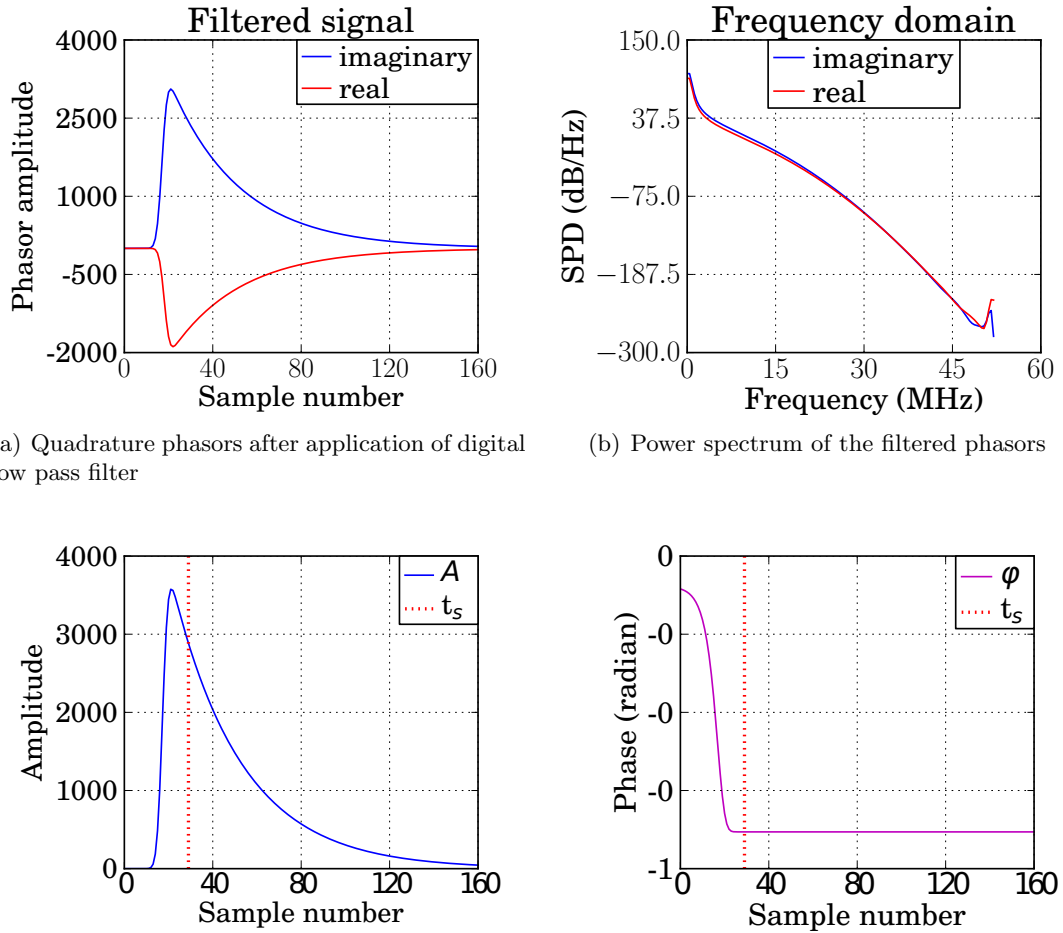 Filtered signal
4000
2500
1000
-500
-2000
Phasor amplitude
imaginary
real
0 40 80 120 160
Sample number
a) Quadrature phasors after application of digital
ow pass filter
Frequency domain
150.0
37.5
−75.0
−187.5
−300.0
SPD (dB/Hz)
imaginary
real
0 15 30 45 60
Frequency (MHz)
(b) Power spectrum of the filtered phasors
4000
3000
2000
1000
0
Amplitude
A
t_s
0 40 80 120 160
Sample number
0
-0
-0
-0
-1
Phase (radian)
φ
t_s
0 40 80 120 160
Sample number